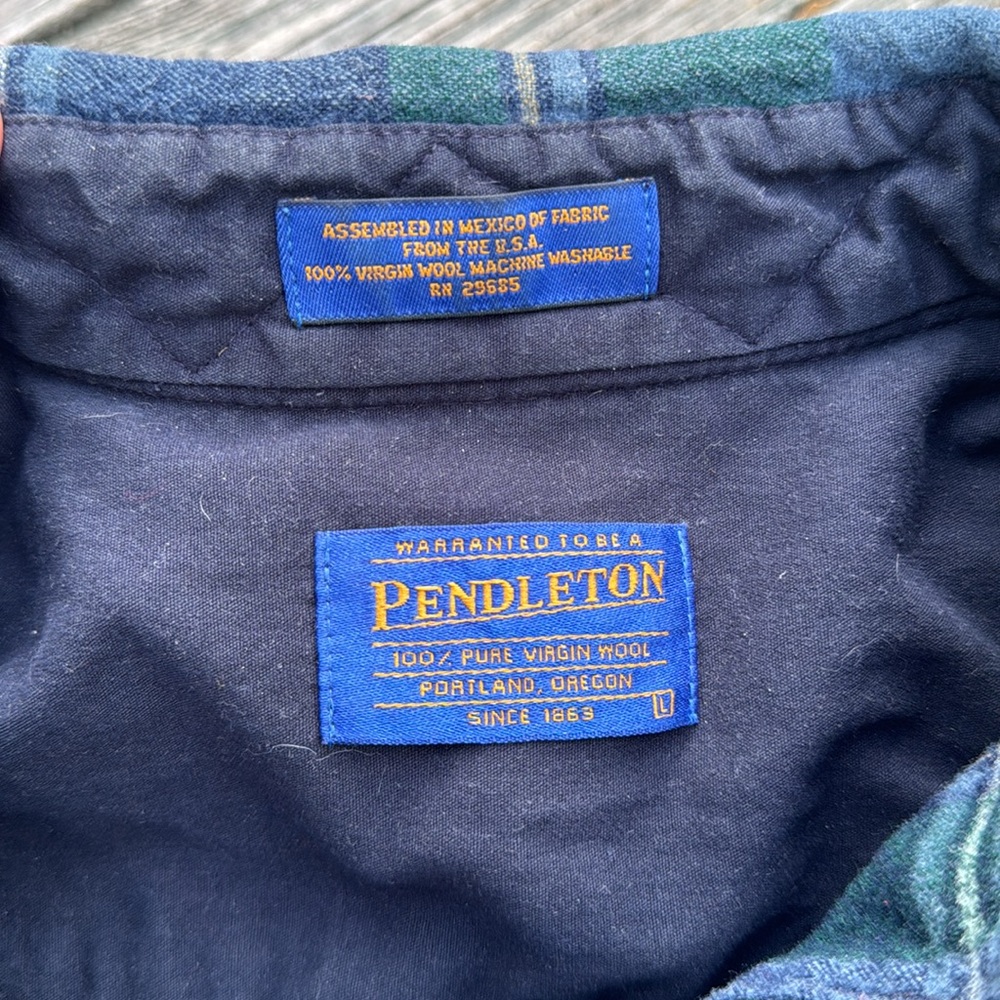 ASSEMBLED IN MEXICO OF FABRIC
FROM THE U.S.A.
100% VIRGIN WOOL MACHINE WASHABLE
RN 29685
WARRANTED TO BE A
PENDLETON
100% PURE VIRGIN WOOL
PORTLAND, OREGON
SINCE 1863
L